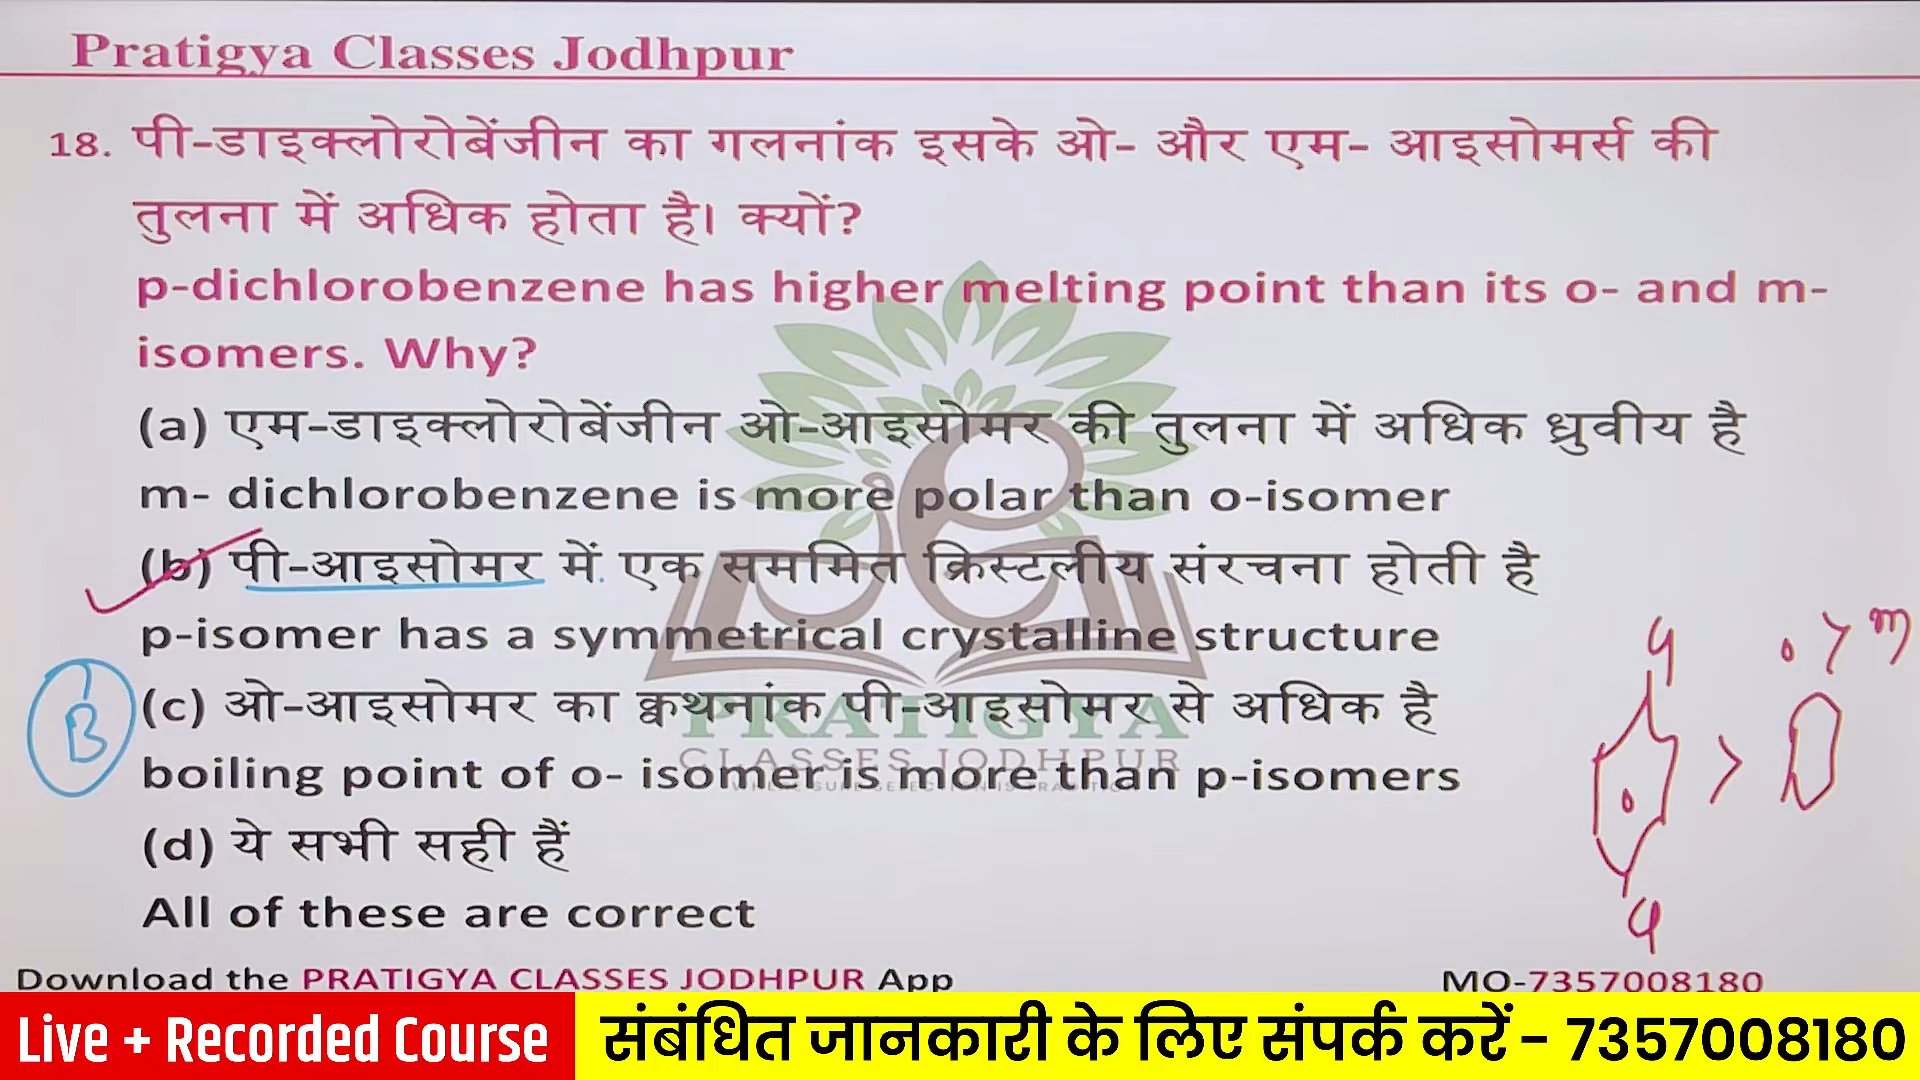 Pratigya Classes Jodhpur
18. पी-डाइक्लोरोबेंजीन का गलनांक इसके ओ- और एम- आइसोमर्स की
तुलना में अधिक होता है। क्यों?
p-dichlorobenzene has higher melting point than its o- and m-
isomers. Why?
(a) एम-डाइक्लोरोबेंजीन ओ-आइसोमर की तुलना में अधिक ध्रुवीय है
m- dichlorobenzene is more polar than o-isomer
(b) पी-आइसोमर में एक सममित क्रिस्टलीय संरचना होती है
p-isomer has a symmetrical crystalline structure
o > m
B
(c) ओ-आइसोमर का क्वथनांक पी-आइसोमर से अधिक है
PRATIGYA
CLASSES JODHPUR
boiling point of o- isomer is more than p-isomers
>
(d) ये सभी सही हैं
All of these are correct
Download the PRATIGYA CLASSES JODHPUR App
MO-7357008180
Live + Recorded Course
संबंधित जानकारी के लिए संपर्क करें - 7357008180